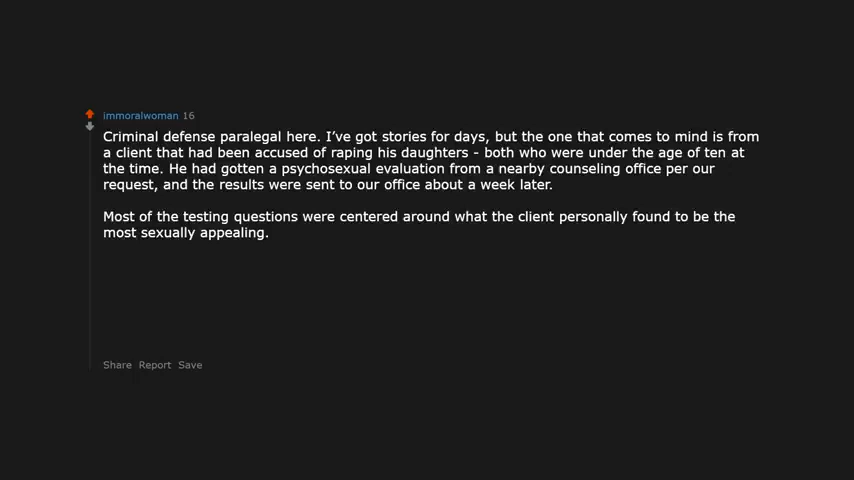 immoralwoman 16
Criminal defense paralegal here. I've got stories for days, but the one that comes to mind is from
a client that had been accused of raping his daughters - both who were under the age of ten at
the time. He had gotten a psychosexual evaluation from a nearby counseling office per our
request, and the results were sent to our office about a week later.
Most of the testing questions were centered around what the client personally found to be the
most sexually appealing.
Share Report Save